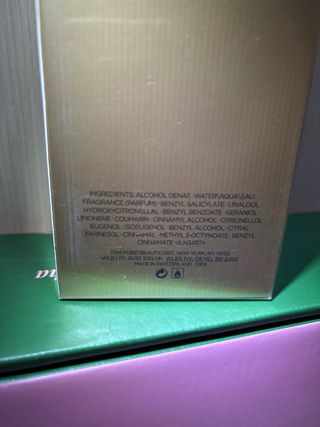 INGREDIENTS: ALCOHOL DENAT. · WATER\AQUA\EAU ·
FRAGRANCE (PARFUM) · BENZYL SALICYLATE · LINALOOL ·
HYDROXYCITRONELLAL · BENZYL BENZOATE · GERANIOL ·
LIMONENE · COUMARIN · CINNAMYL ALCOHOL · CITRONELLOL
EUGENOL · ISOEUGENOL · BENZYL ALCOHOL · CITRAL
FARNESOL · CINNAMAL · METHYL 2-OCTYNOATE · BENZYL
CINNAMATE <ILN34117>
TOM FORD BEAUTY, DIST. NEW YORK, NY 10022
MADE IN SWITZERLAND